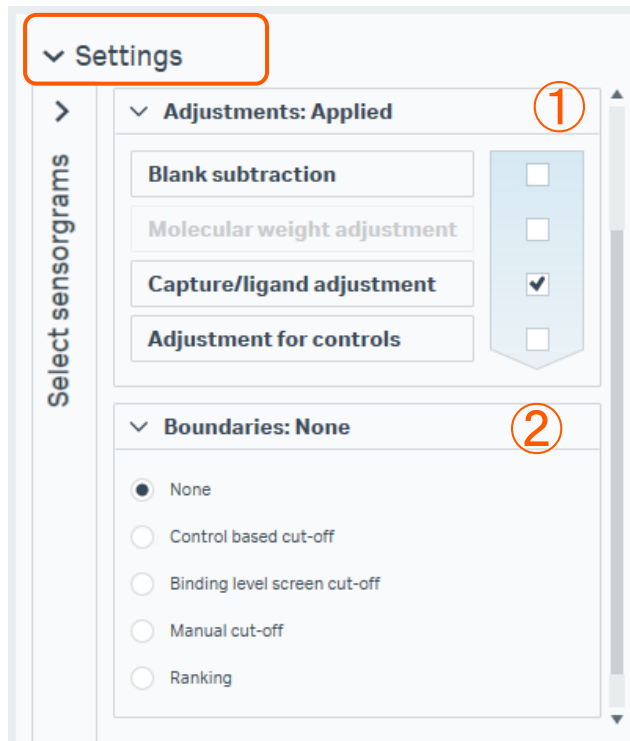 Settings
Select sensorgrams
Adjustments: Applied
①
Blank subtraction
Molecular weight adjustment
Capture/ligand adjustment
Adjustment for controls
Boundaries: None
②
None
Control based cut-off
Binding level screen cut-off
Manual cut-off
Ranking